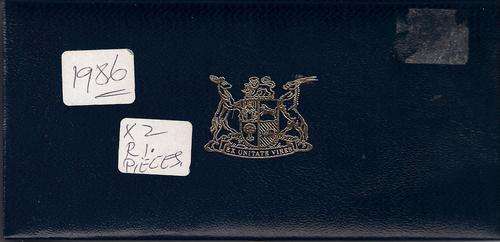 1986
X2
R1.
PIECES.
EX UNITATE VIRES